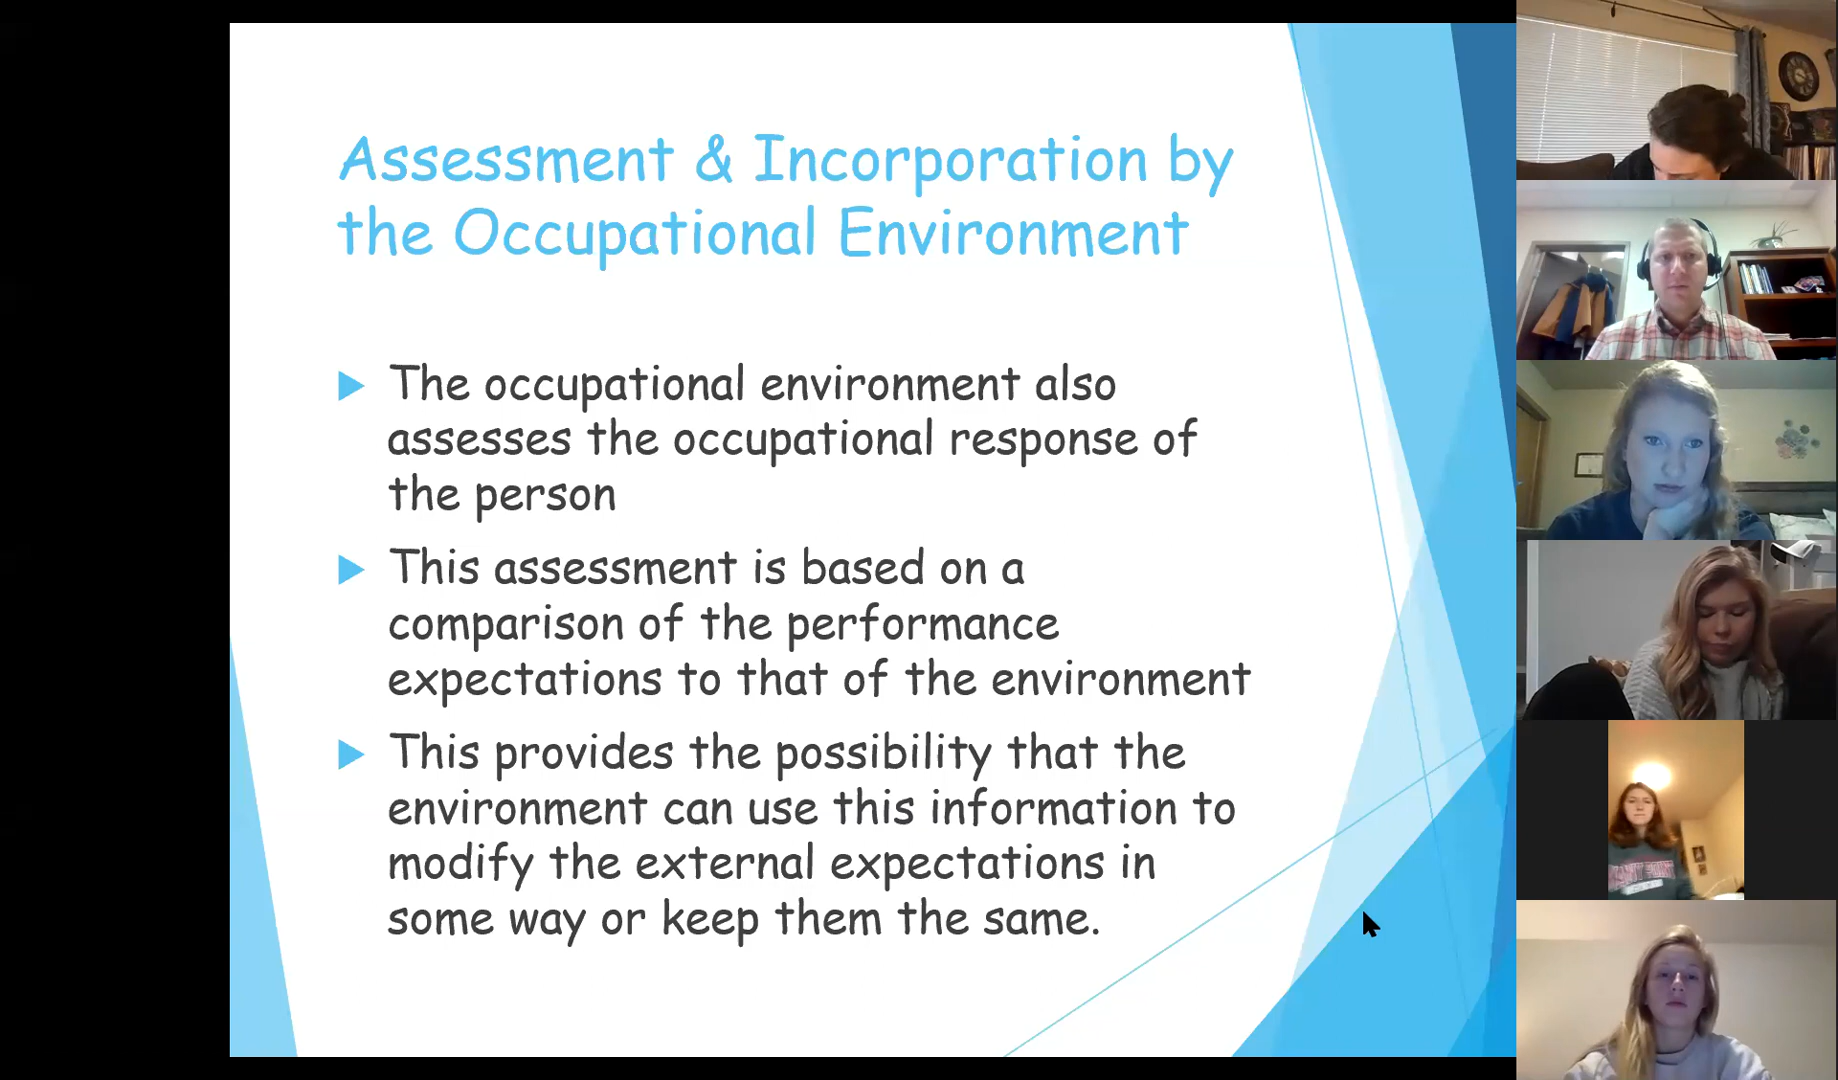 Assessment & Incorporation by
the Occupational Environment
The occupational environment also
assesses the occupational response of
the person
This assessment is based on a
comparison of the performance
expectations to that of the environment
This provides the possibility that the
environment can use this information to
modify the external expectations in
some way or keep them the same.